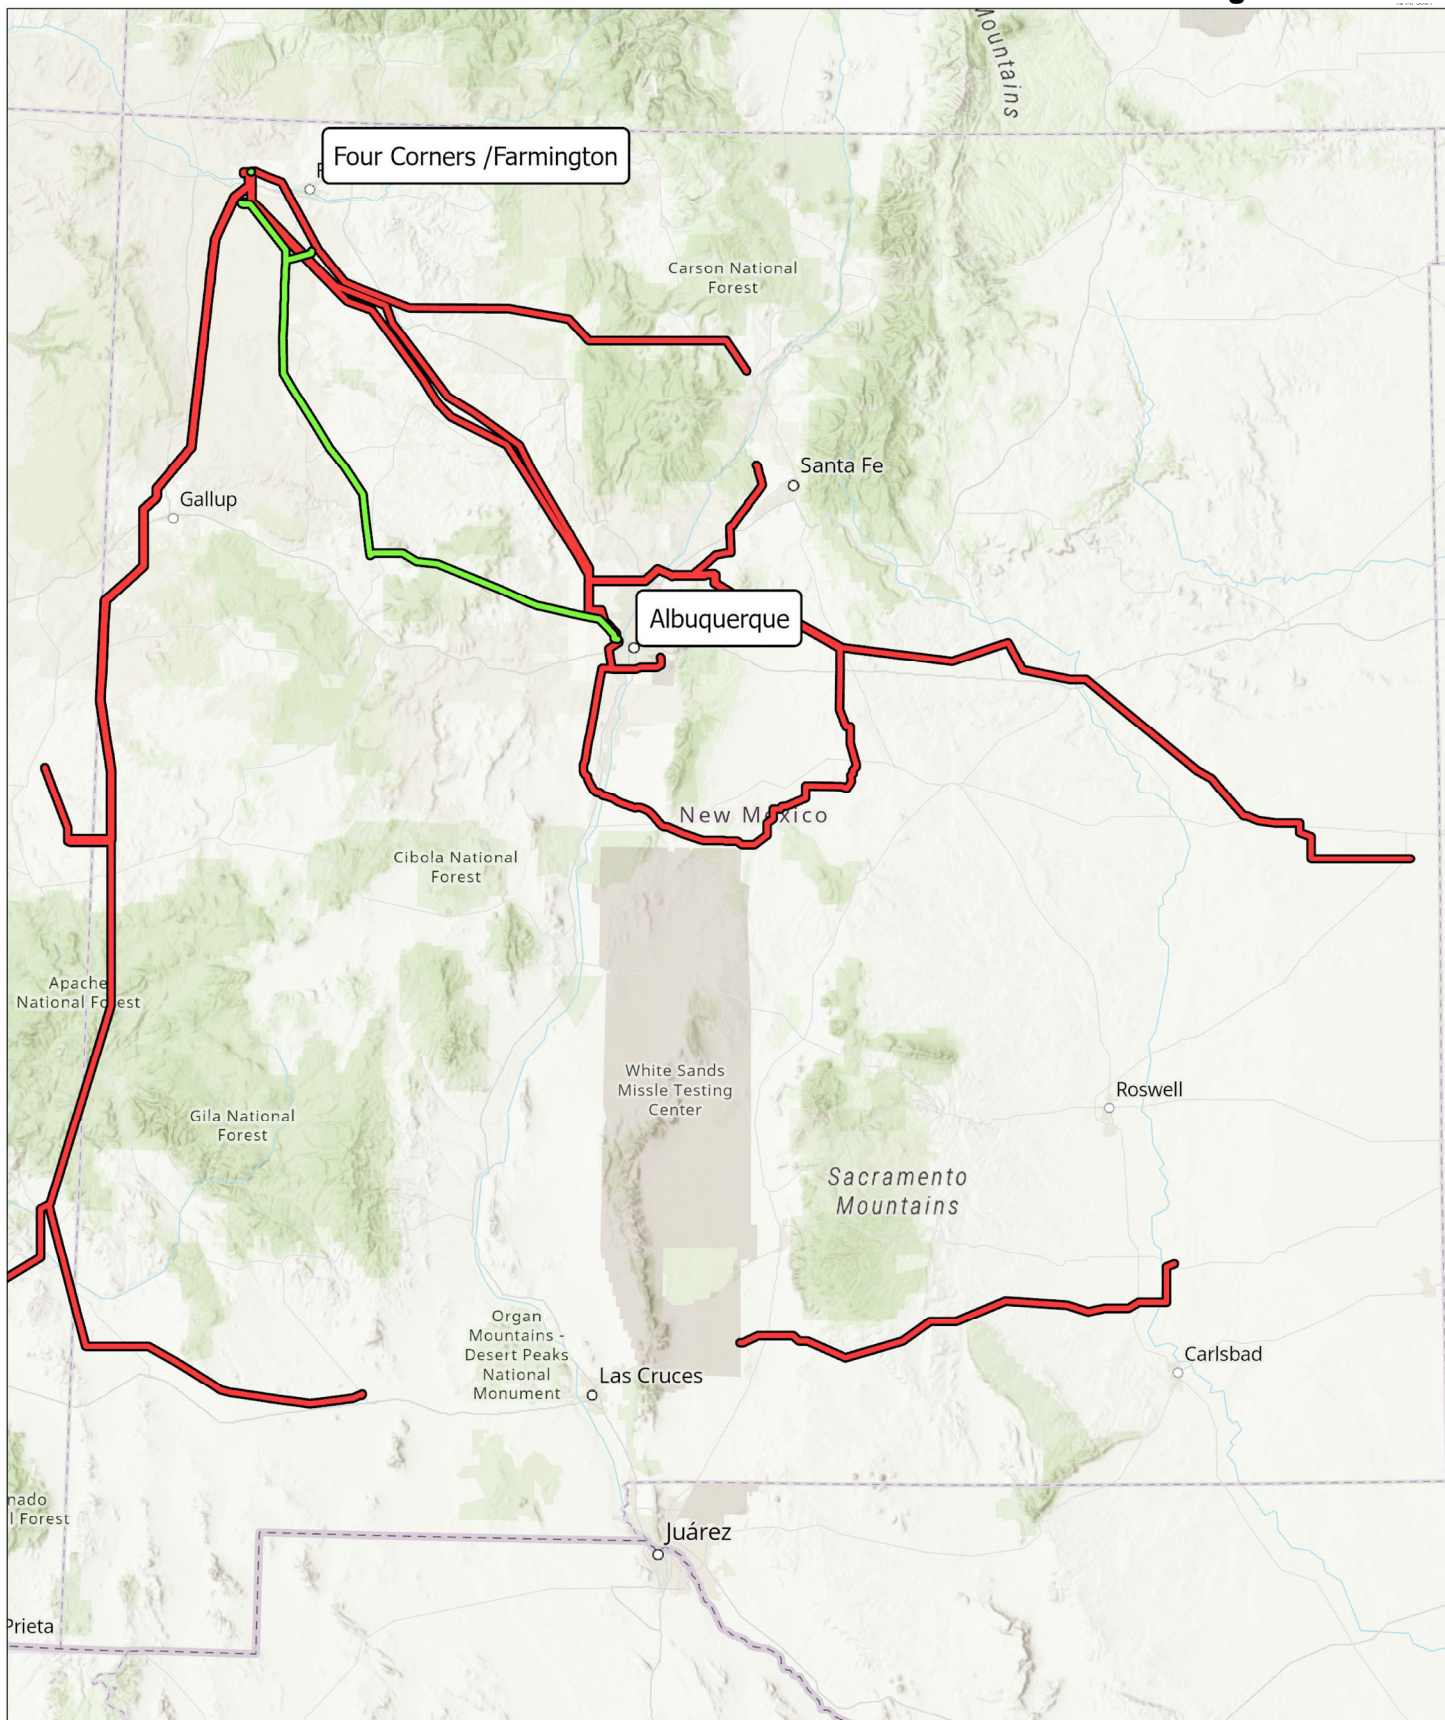 Mountains
Four Corners /Farmington
F
Carson National
Forest
Santa Fe
Gallup
Albuquerque
New Mexico
Cibola National
Forest
Apache
National Forest
White Sands
Missle Testing
Center
Roswell
Gila National
Forest
Sacramento
Mountains
Organ
Mountains -
Desert Peaks
National
Monument
Las Cruces
Carlsbad
nado
l Forest
Juárez
Prieta